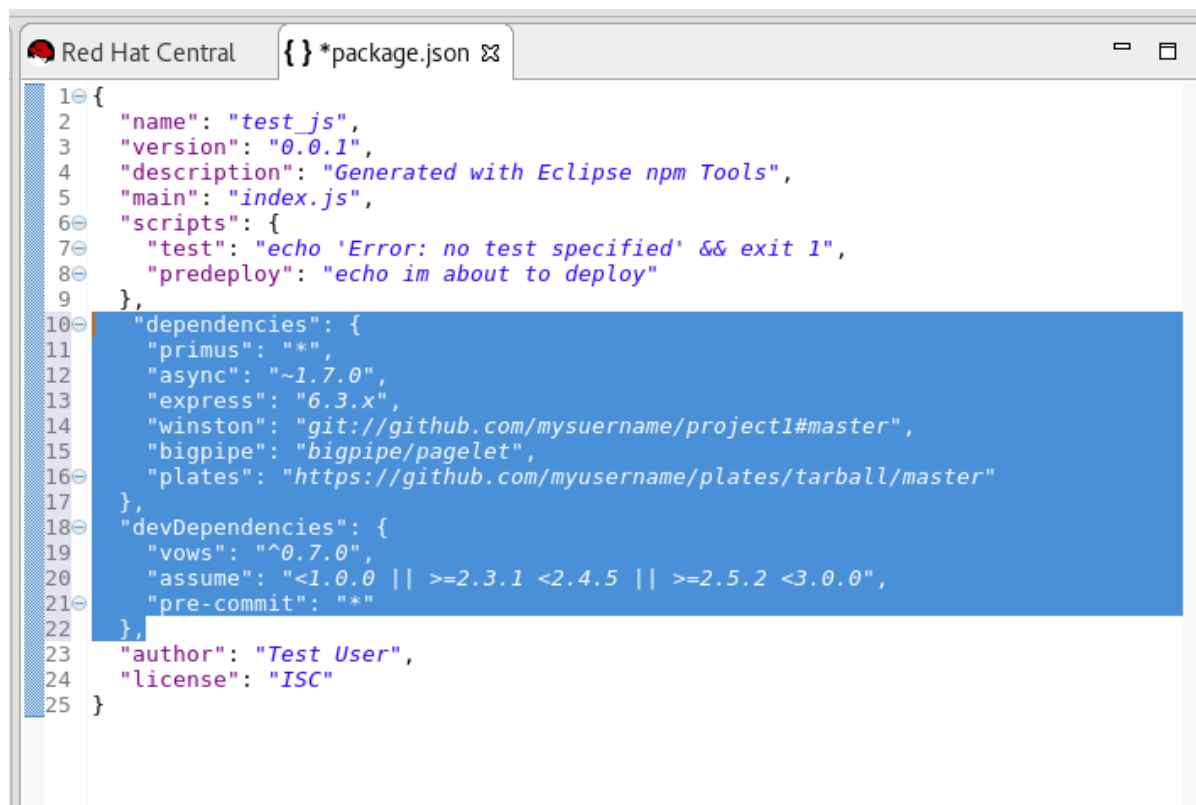 Red Hat Central { } *package.json
1 {
2 "name": "test_js",
3 "version": "0.0.1",
4 "description": "Generated with Eclipse npm Tools",
5 "main": "index.js",
6 "scripts": {
7 "test": "echo 'Error: no test specified' && exit 1",
8 "predeploy": "echo im about to deploy"
9 },
10 "dependencies": {
11 "primus": "*",
12 "async": "~1.7.0",
13 "express": "6.3.x",
14 "winston": "git://github.com/mysuername/project1#master",
15 "bigpipe": "bigpipe/pagelet",
16 "plates": "https://github.com/myusername/plates/tarball/master"
17 },
18 "devDependencies": {
19 "vows": "^0.7.0",
20 "assume": "<1.0.0 || >=2.3.1 <2.4.5 || >=2.5.2 <3.0.0",
21 "pre-commit": "*"
22 },
23 "author": "Test User",
24 "license": "ISC"
25 }